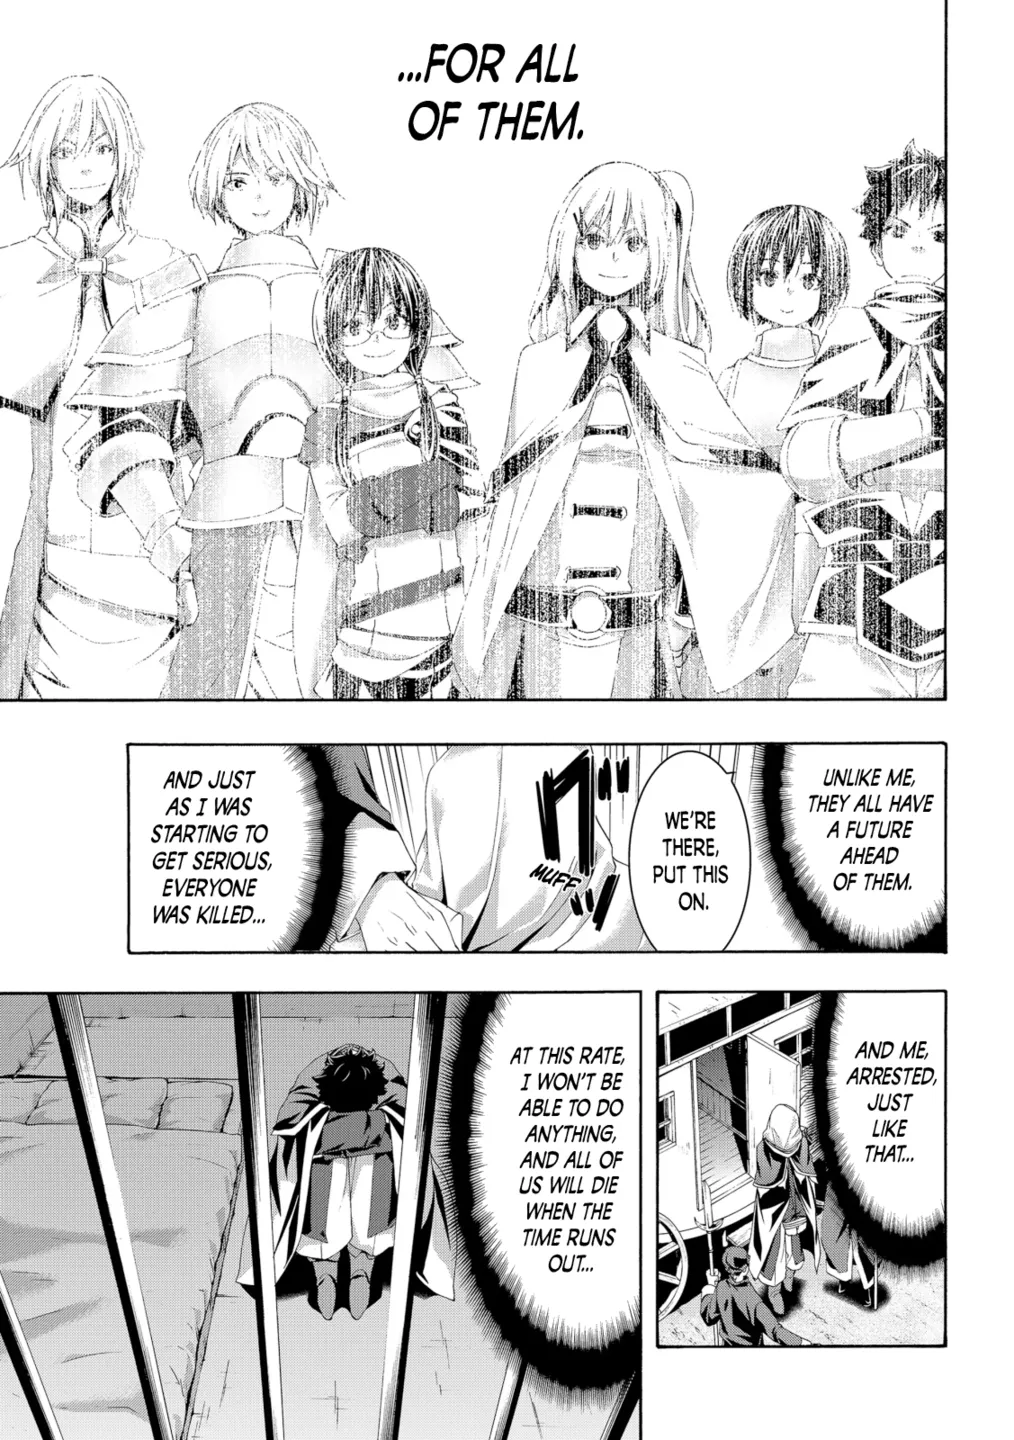 ...FOR ALL
OF THEM.
UNLIKE ME,
THEY ALL HAVE
A FUTURE
AHEAD
OF THEM.
WE'RE
THERE,
PUT THIS
ON.
MUFF
AND JUST
AS I WAS
STARTING TO
GET SERIOUS,
EVERYONE
WAS KILLED...
AND ME,
ARRESTED,
JUST
LIKE
THAT...
AT THIS RATE,
I WON'T BE
ABLE TO DO
ANYTHING,
AND ALL OF
US WILL DIE
WHEN THE
TIME RUNS
OUT...